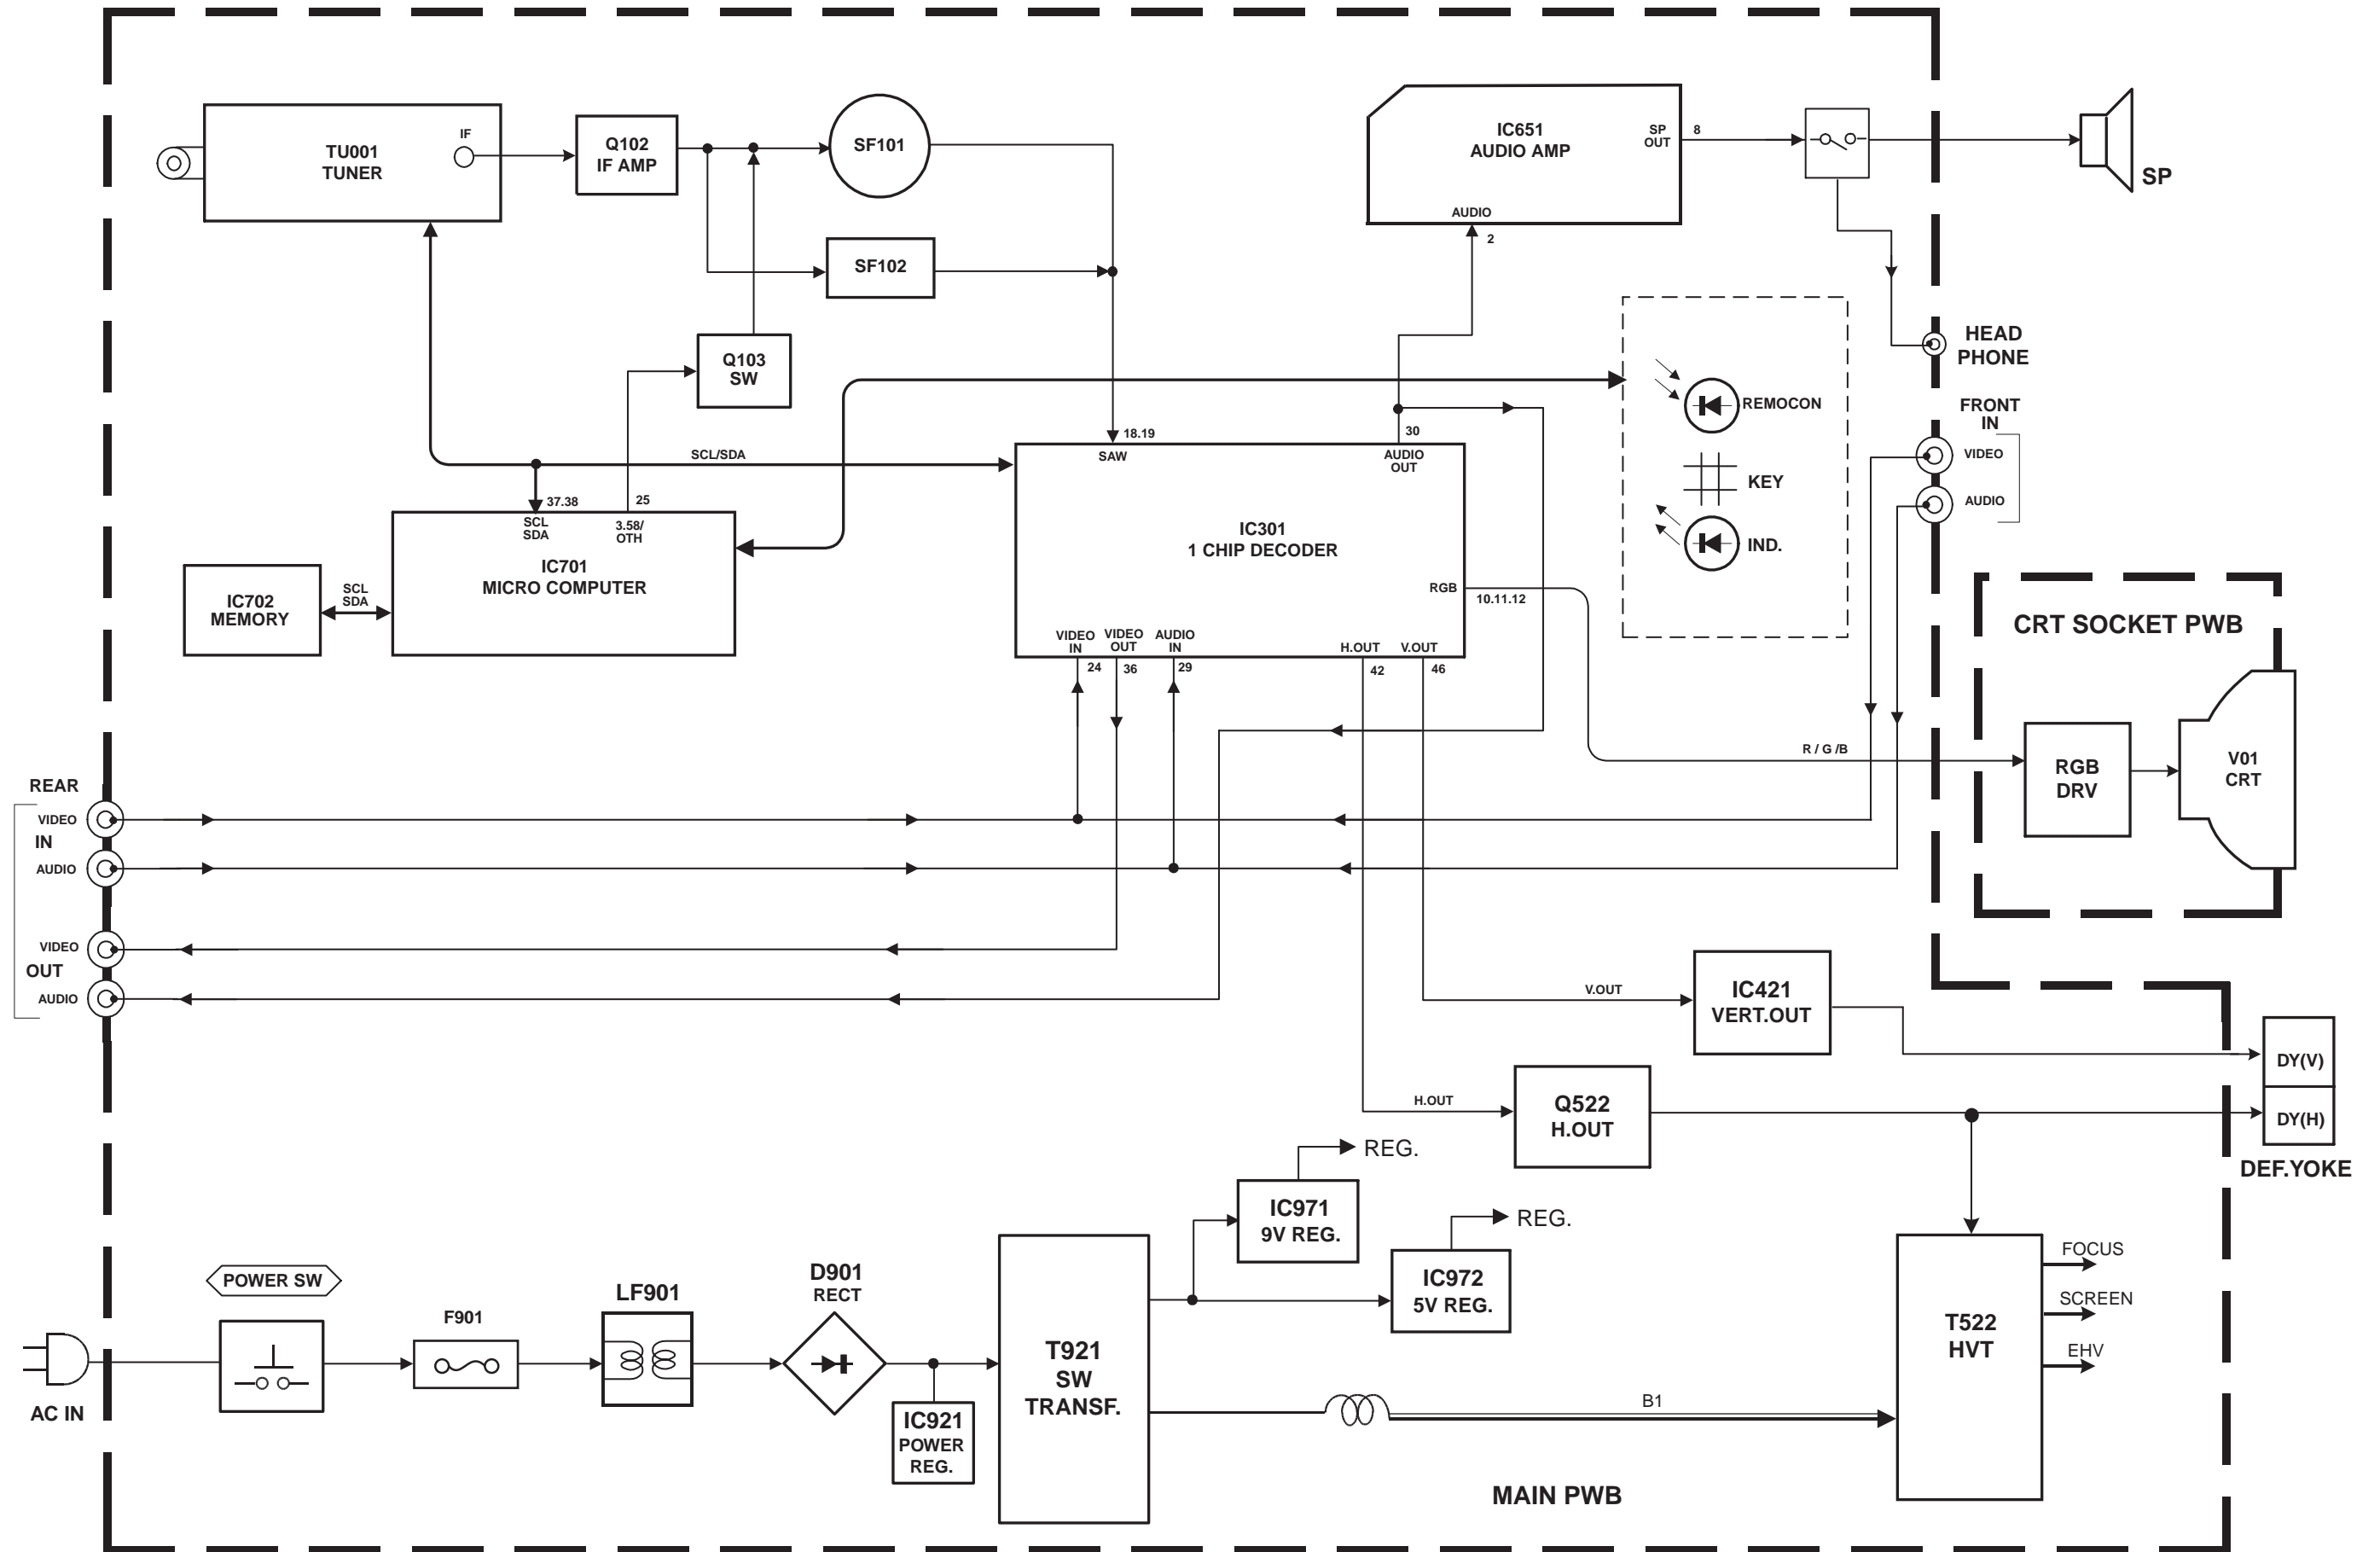 TU001
TUNER
IF
Q102
IF AMP
SF101
SF102
Q103
SW
IC651
AUDIO AMP
SP
OUT
8
AUDIO
2
SP
HEAD
PHONE
FRONT
IN
VIDEO
AUDIO
REMOCON
KEY
IND.
SCL/SDA
18.19
SAW
30
AUDIO
OUT
IC301
1 CHIP DECODER
RGB
10.11.12
VIDEO
IN
VIDEO
OUT
AUDIO
IN
H.OUT
V.OUT
24
36
29
42
46
37.38
25
SCL
SDA
3.58/
OTH
IC701
MICRO COMPUTER
IC702
MEMORY
SCL
SDA
CRT SOCKET PWB
R / G /B
RGB
DRV
V01
CRT
REAR
VIDEO
IN
AUDIO
VIDEO
OUT
AUDIO
V.OUT
IC421
VERT.OUT
DY(V)
DY(H)
DEF.YOKE
H.OUT
Q522
H.OUT
REG.
IC971
9V REG.
REG.
IC972
5V REG.
POWER SW
F901
LF901
D901
RECT
AC IN
IC921
POWER
REG.
T921
SW
TRANSF.
B1
T522
HVT
FOCUS
SCREEN
EHV
MAIN PWB